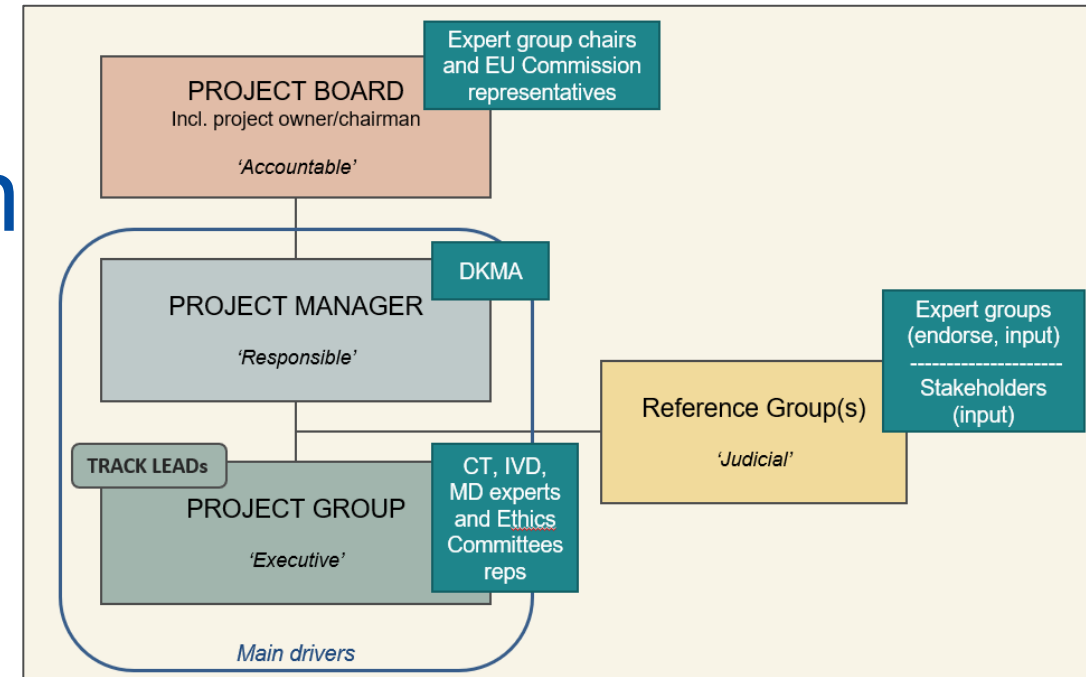 n
Expert group chairs
and EU Commission
representatives
PROJECT BOARD
Incl. project owner/chairman
‘Accountable’
DKMA
PROJECT MANAGER
‘Responsible’
Expert groups
(endorse, input)
----------------------
Stakeholders
(input)
Reference Group(s)
‘Judicial’
TRACK LEADs
CT, IVD,
MD experts
and Ethics
Committees
reps
PROJECT GROUP
‘Executive’
Main drivers